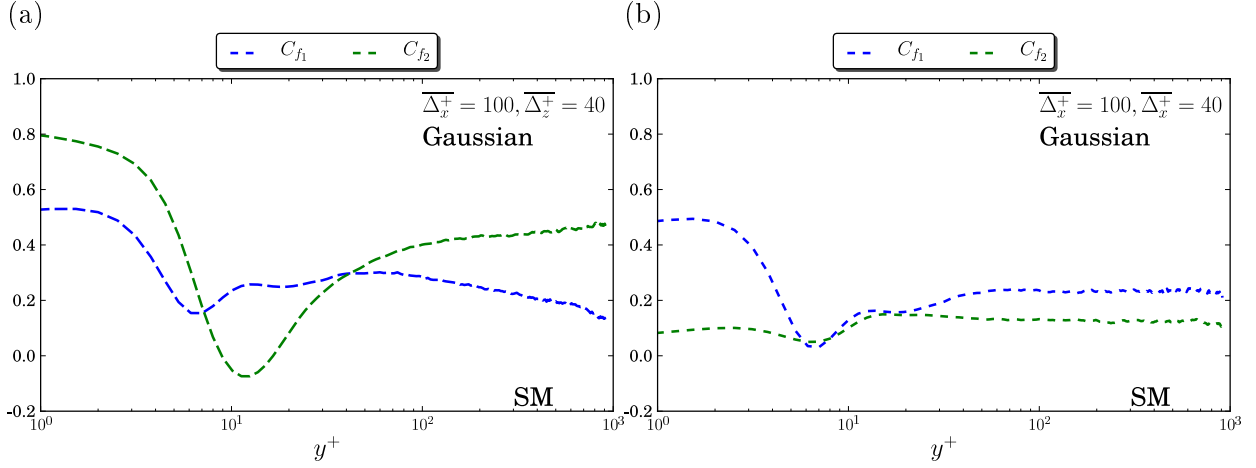 (a)
C_{f_1} C_{f_2}
1.0
0.8
0.6
0.4
0.2
0.0
-0.2
\overline{\Delta_x^+} = 100, \overline{\Delta_z^+} = 40
Gaussian
SM
10^0 10^1 10^2 10^3
y^+
(b)
C_{f_1} C_{f_2}
1.0
0.8
0.6
0.4
0.2
0.0
-0.2
\overline{\Delta_x^+} = 100, \overline{\Delta_x^+} = 40
Gaussian
SM
10^0 10^1 10^2 10^3
y^+